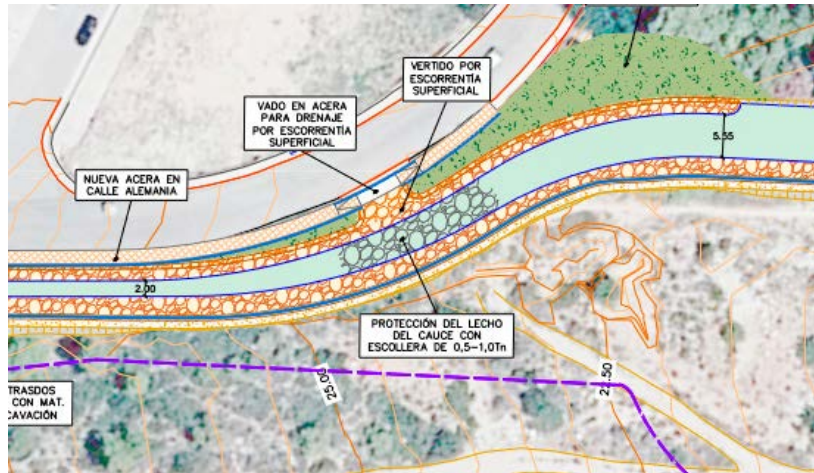 VERTIDO POR
ESCORRENTÍA
SUPERFICIAL
VADO EN ACERA
PARA DRENAJE
POR ESCORRENTÍA
SUPERFICIAL
5.55
NUEVA ACERA EN
CALLE ALEMANIA
2.00
PROTECCIÓN DEL LECHO
DEL CAUCE CON
ESCOLLERA DE 0,5-1,0Tn
25.00
22.50
TRASDOS
CON MAT.
CAVACIÓN